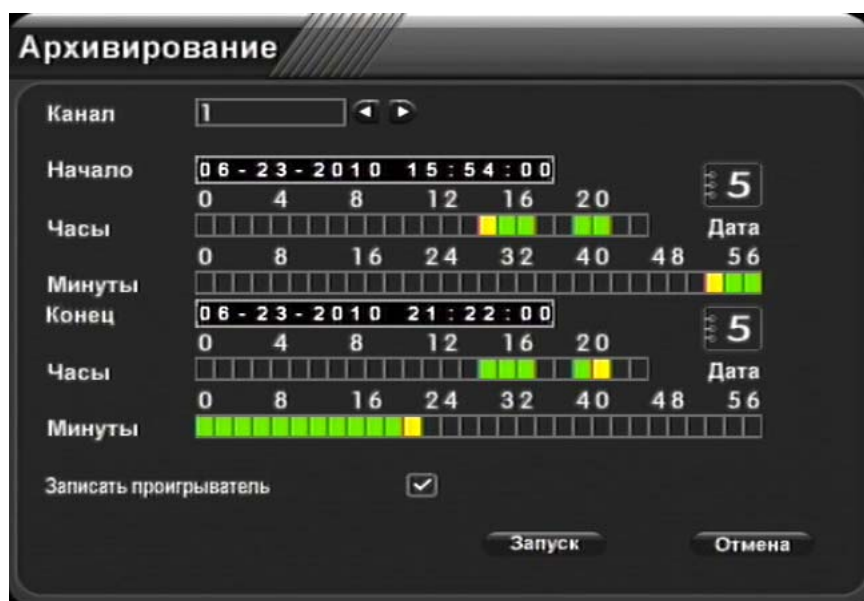 Архивирование
Канал 1
Начало 06-23-2010 15:54:00
0 4 8 12 16 20 5
Часы Дата
0 8 16 24 32 40 48 56
Минуты
Конец 06-23-2010 21:22:00
0 4 8 12 16 20 5
Часы Дата
0 8 16 24 32 40 48 56
Минуты
Записать проигрыватель
Запуск Отмена